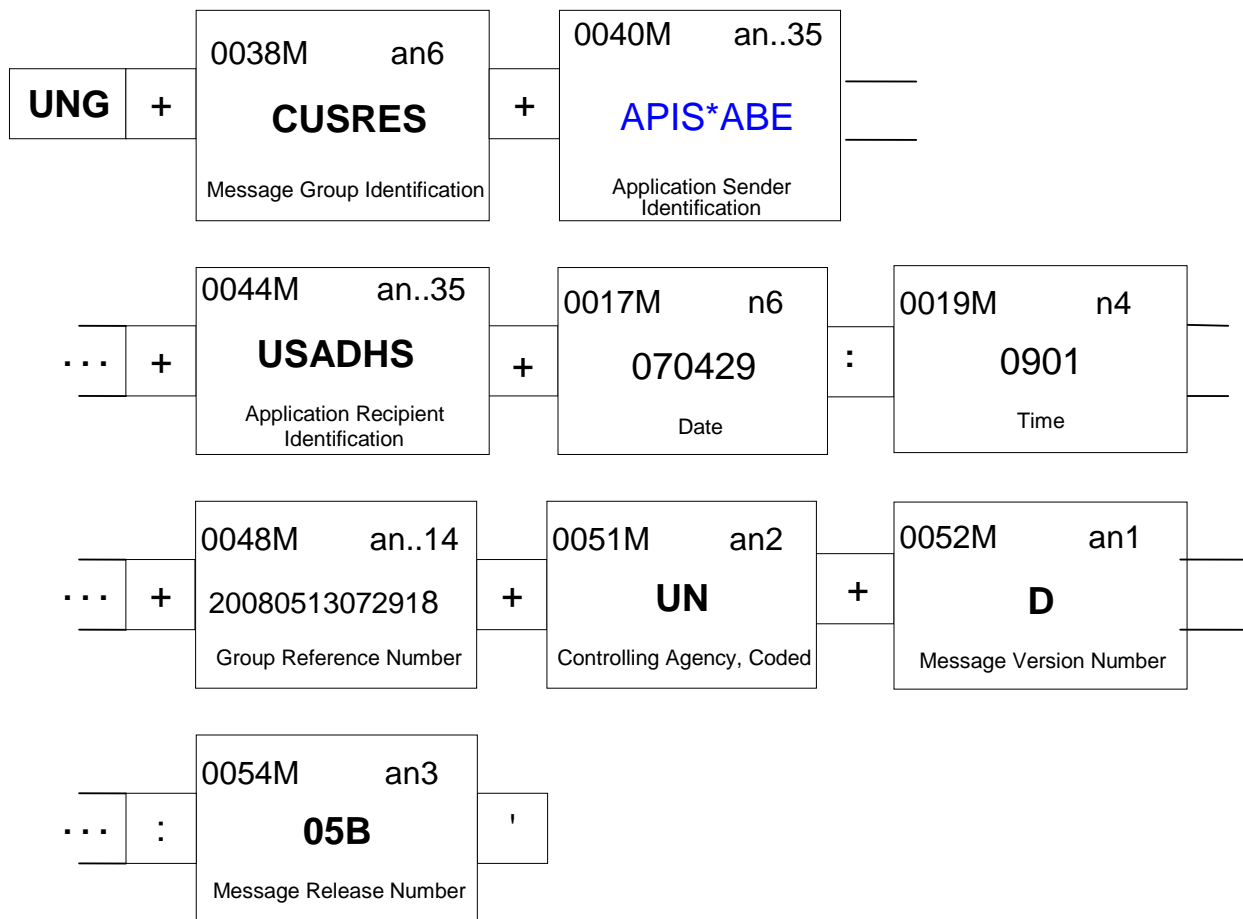 0038M an6
0040M an..35
UNG + CUSRES + APIS*ABE
Message Group Identification
Application Sender
Identification
0044M an..35
0017M n6
0019M n4
... + USADHS + 070429 : 0901
Application Recipient
Identification
Date
Time
0048M an..14
0051M an2
0052M an1
... + 20080513072918 + UN + D
Group Reference Number
Controlling Agency, Coded
Message Version Number
0054M an3
... : 05B '
Message Release Number